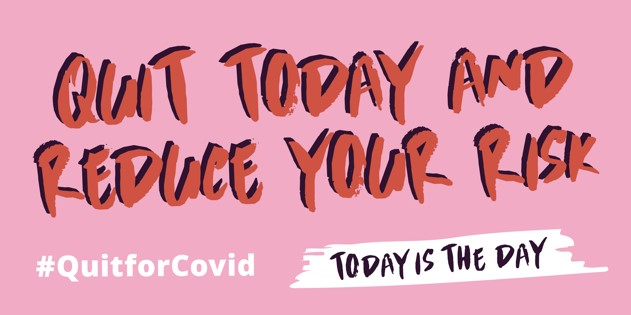 QUIT TODAY AND
REDUCE YOUR RISK
#QuitforCovid
TODAY IS THE DAY